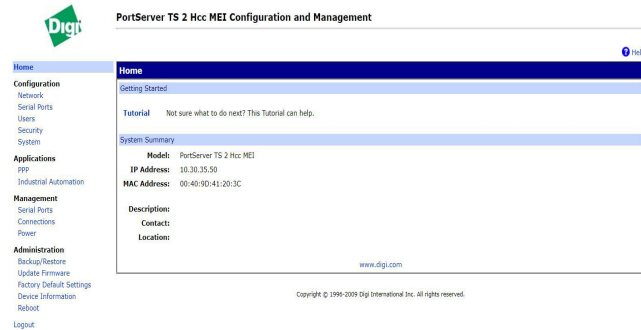 Digi
PortServer TS 2 Hcc MEI Configuration and Management
Home
Configuration
Network
Serial Ports
Users
Security
System
Applications
PPP
Industrial Automation
Management
Serial Ports
Connections
Power
Administration
Backup/Restore
Update Firmware
Factory Default Settings
Device Information
Reboot
Logout
Home
Getting Started
Tutorial Not sure what to do next? This Tutorial can help.
System Summary
Model: PortServer TS 2 Hcc MEI
IP Address: 10.30.35.50
MAC Address: 00:40:9D:41:20:3C
Description:
Contact:
Location:
www.digi.com
Copyright © 1996-2009 Digi International Inc. All rights reserved.